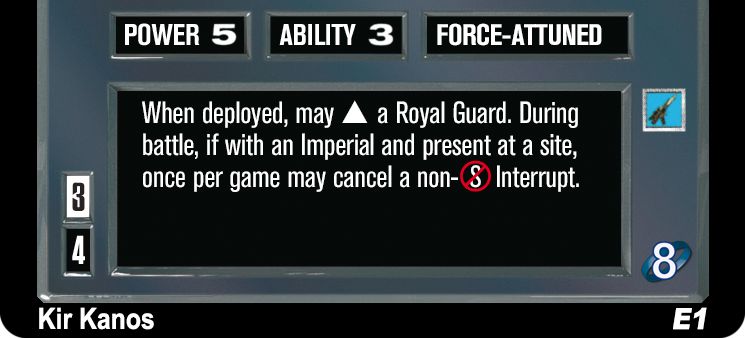 POWER 5 ABILITY 3 FORCE-ATTUNED
When deployed, may ▲ a Royal Guard. During
battle, if with an Imperial and present at a site,
once per game may cancel a non-8 Interrupt.
3
4
8
Kir Kanos E1